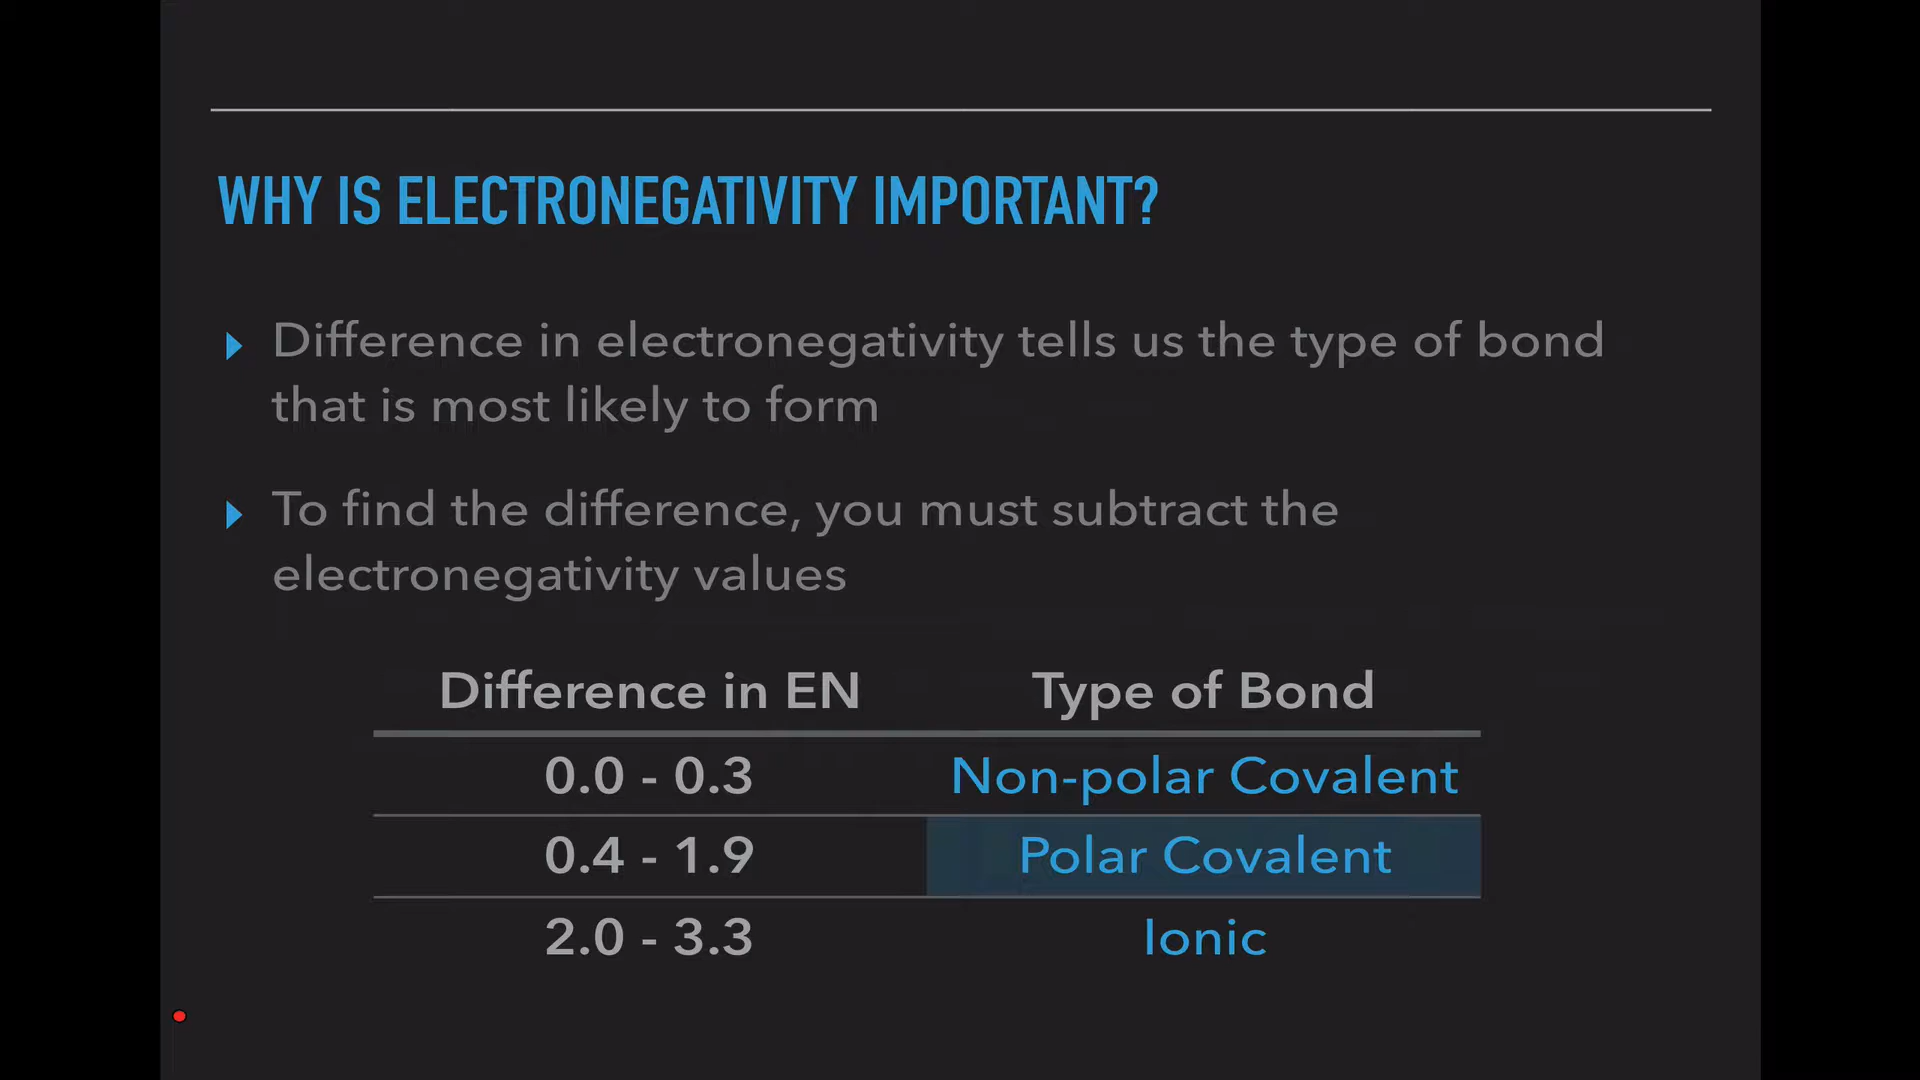 WHY IS ELECTRONEGATIVITY IMPORTANT?
Difference in electronegativity tells us the type of bond
that is most likely to form
To find the difference, you must subtract the
electronegativity values
Difference in EN Type of Bond
0.0 - 0.3 Non-polar Covalent
0.4 - 1.9 Polar Covalent
2.0 - 3.3 Ionic